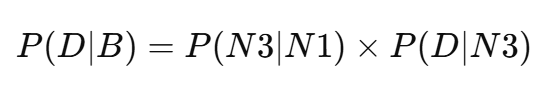 P(D|B) = P(N3|N1) × P(D|N3)